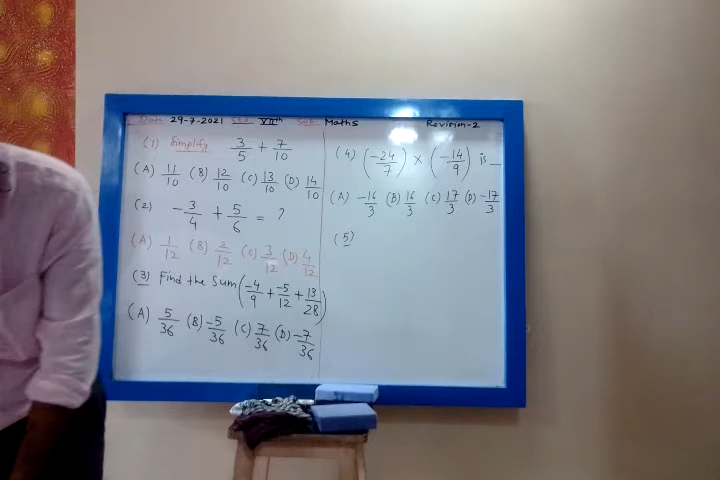 Date 29-7-2021 Std VIIth Sub Maths Revision-2
(1) Simplify 3/5 + 7/10
(A) 11/10 (B) 12/10 (C) 13/10 (D) 14/10
(2) -3/4 + 5/6 = ?
(A) 1/12 (B) 2/12 (C) 3/12 (D) 4/12
(3) Find the Sum (-4/9 + -5/12 + 13/28)
(A) 5/36 (B) -5/36 (C) 7/36 (D) -7/36
(4) (-24/7) × (-14/9) is _
(A) -16/3 (B) 16/3 (C) 17/3 (D) -17/3
(5)